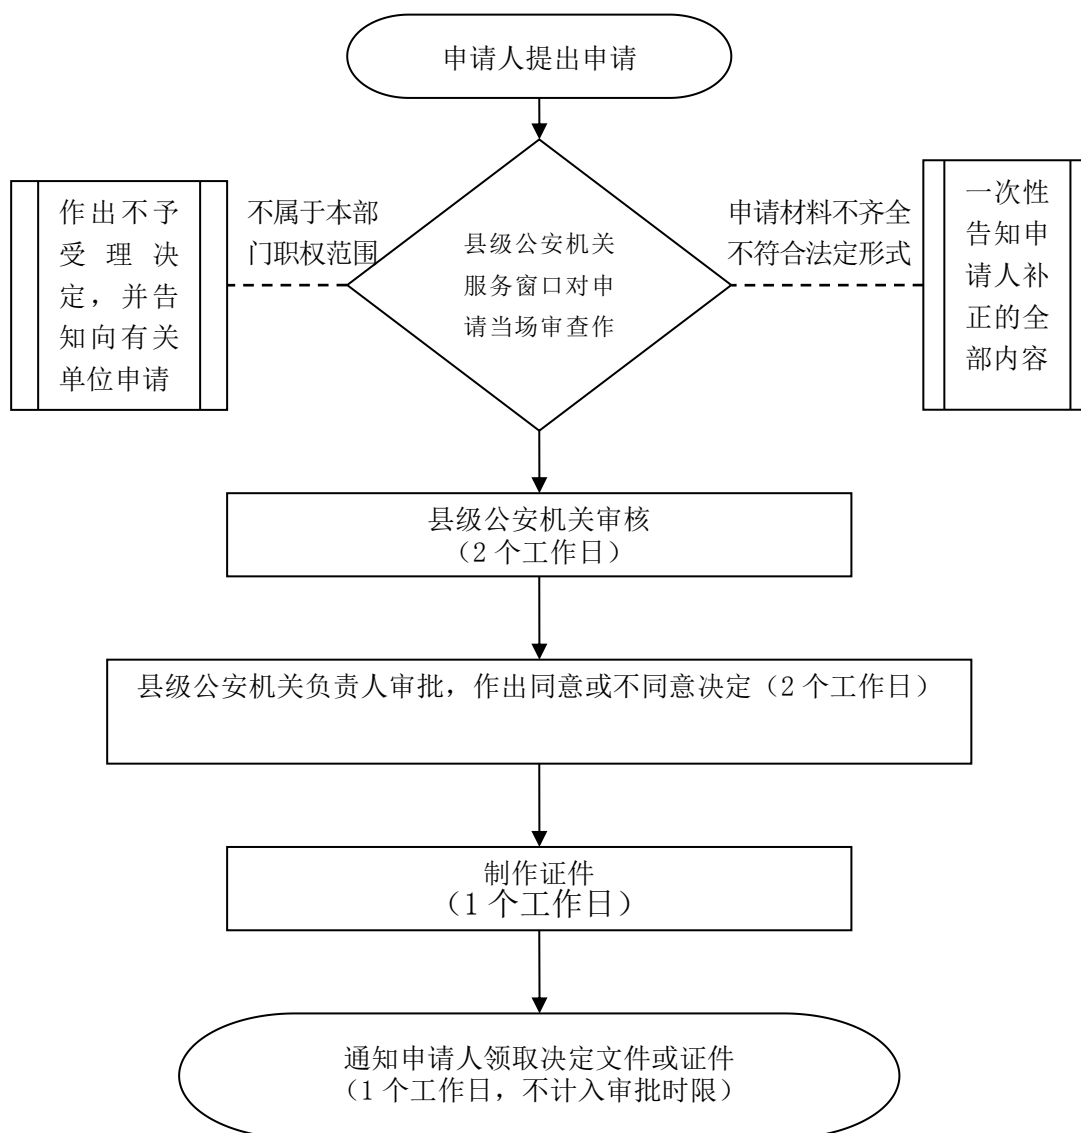 申请人提出申请
作出不予
受理决
定，并告
知向有关
单位申请
不属于本部
门职权范围
县级公安机关
服务窗口对申
请当场审查作
申请材料不齐全
不符合法定形式
一次性
告知申
请人补
正的全
部内容
县级公安机关审核
（2 个工作日）
县级公安机关负责人审批，作出同意或不同意决定（2 个工作日）
制作证件
（1 个工作日）
通知申请人领取决定文件或证件
（1 个工作日，不计入审批时限）